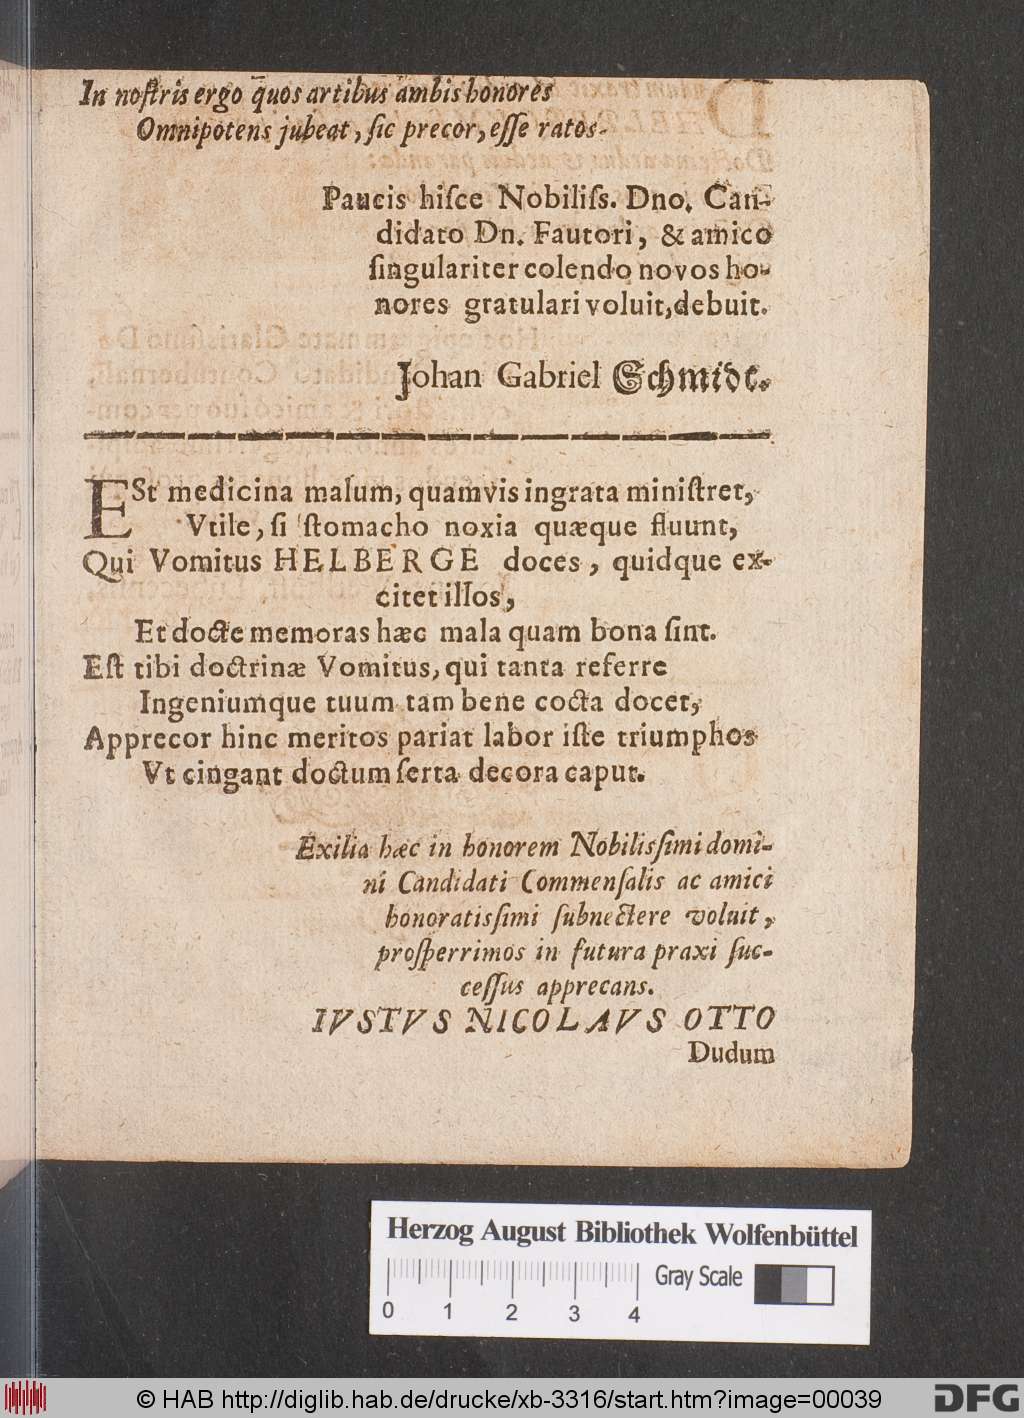 In noſtris ergo quos artibus ambis honores
Omnipotens jubeat, ſic precor, eſſe ratos.
Paucis hiſce Nobiliſs. Dno. Can-
didato Dn. Fautori, & amico
ſingulariter colendo novos ho-
nores gratulari voluit, debuit.
Johan Gabriel Schmidt.
ESt medicina malum, quamvis ingrata miniſtret,
Vtile, ſi ſtomacho noxia quæque fluunt,
Qui Vomitus HELBERGE doces, quidque ex-
citet illos,
Et docte memoras hæc mala quam bona ſint.
Eſt tibi doctrinæ Vomitus, qui tanta referre
Ingeniumque tuum tam bene cocta docet,
Apprecor hinc meritos pariat labor iſte triumphos
Vt cingant doctum ſerta decora caput.
Exilia hæc in honorem Nobilisſimi domi-
ni Candidati Commenſalis ac amici
honoratisſimi ſubnectere voluit,
proſperrimos in futura praxi ſuc-
ceſſus apprecans.
IVSTVS NICOLAVS OTTO
Dudum
Herzog August Bibliothek Wolfenbüttel
Gray Scale
0 1 2 3 4
© HAB http://diglib.hab.de/drucke/xb-3316/start.htm?image=00039
DFG